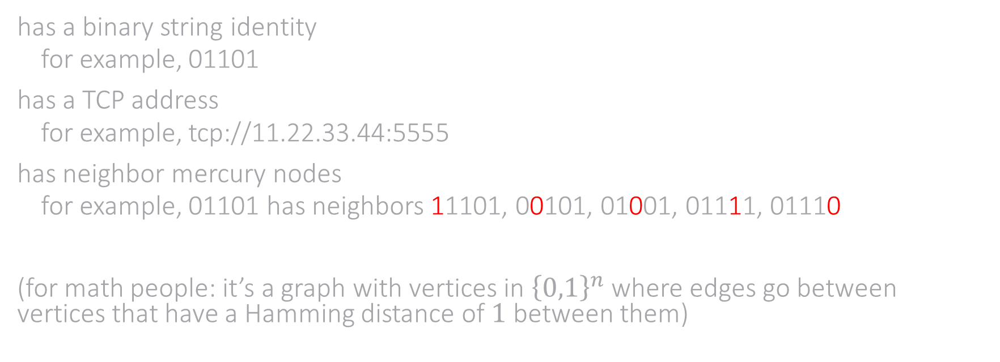 has a binary string identity
for example, 01101
has a TCP address
for example, tcp://11.22.33.44:5555
has neighbor mercury nodes
for example, 01101 has neighbors 11101, 00101, 01001, 01111, 01110
(for math people: it’s a graph with vertices in {0,1}ⁿ where edges go between
vertices that have a Hamming distance of 1 between them)